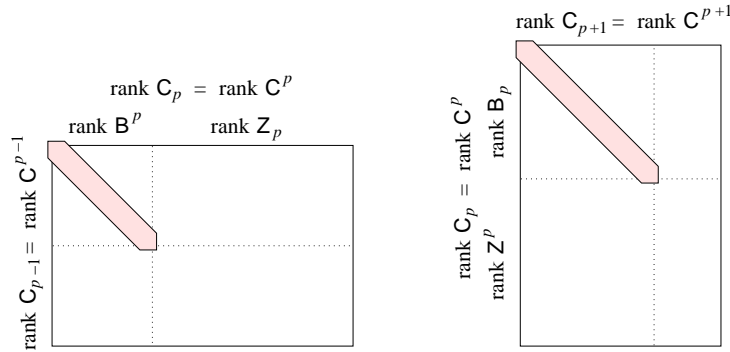 rank C_p = rank C^p
rank B^p rank Z_p
rank C_{p−1} = rank C^{p−1}
rank C_{p+1} = rank C^{p+1}
rank C_p = rank C^p
rank Z^p rank B_p